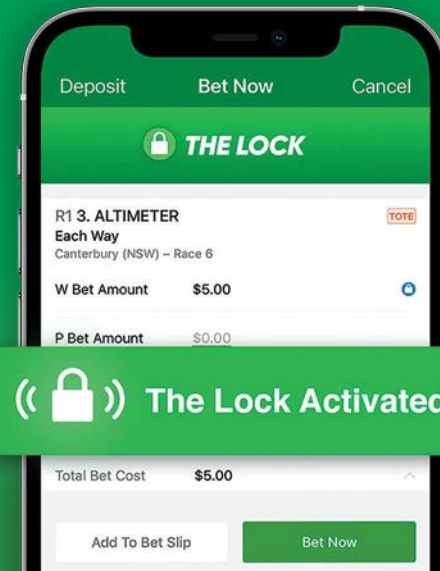 Deposit Bet Now Cancel
THE LOCK
R1 3. ALTIMETER TOTE
Each Way
Canterbury (NSW) – Race 6
W Bet Amount $5.00
P Bet Amount $0.00
The Lock Activated
Total Bet Cost $5.00
Add To Bet Slip Bet Now